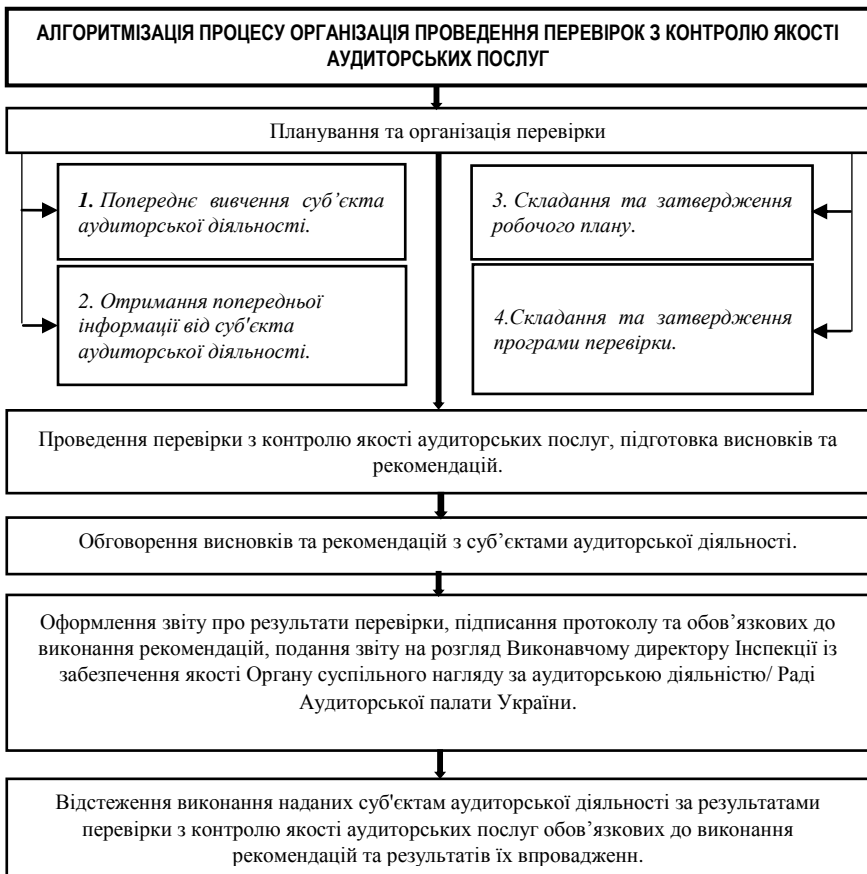 АЛГОРИТМІЗАЦІЯ ПРОЦЕСУ ОРГАНІЗАЦІЯ ПРОВЕДЕННЯ ПЕРЕВІРОК З КОНТРОЛЮ ЯКОСТІ
АУДИТОРСЬКИХ ПОСЛУГ
Планування та організація перевірки
1. Попереднє вивчення суб’єкта
аудиторської діяльності.
2. Отримання попередньої
інформації від суб'єкта
аудиторської діяльності.
3. Складання та затвердження
робочого плану.
4.Складання та затвердження
програми перевірки.
Проведення перевірки з контролю якості аудиторських послуг, підготовка висновків та
рекомендацій.
Обговорення висновків та рекомендацій з суб’єктами аудиторської діяльності.
Оформлення звіту про результати перевірки, підписання протоколу та обов’язкових до
виконання рекомендацій, подання звіту на розгляд Виконавчому директору Інспекції із
забезпечення якості Органу суспільного нагляду за аудиторською діяльністю/ Раді
Аудиторської палати України.
Відстеження виконання наданих суб'єктам аудиторської діяльності за результатами
перевірки з контролю якості аудиторських послуг обов’язкових до виконання
рекомендацій та результатів їх впровадженн.